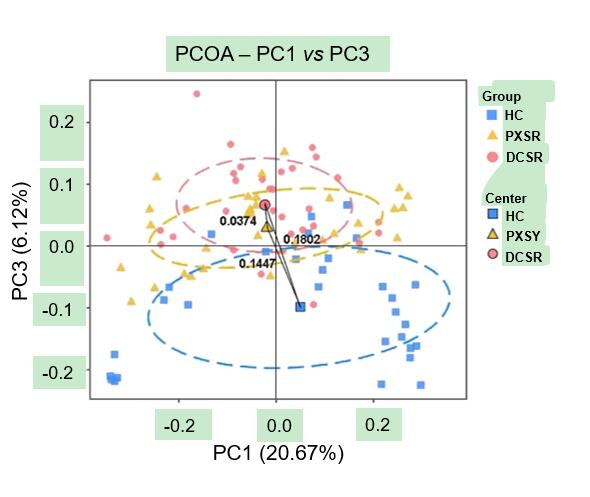 PCOA – PC1 vs PC3
Group
HC
PXSR
DCSR
Center
HC
PXSY
DCSR
PC3 (6.12%)
0.2
0.1
0.0
-0.1
-0.2
0.0374
0.1802
0.1447
-0.2
0.0
0.2
PC1 (20.67%)